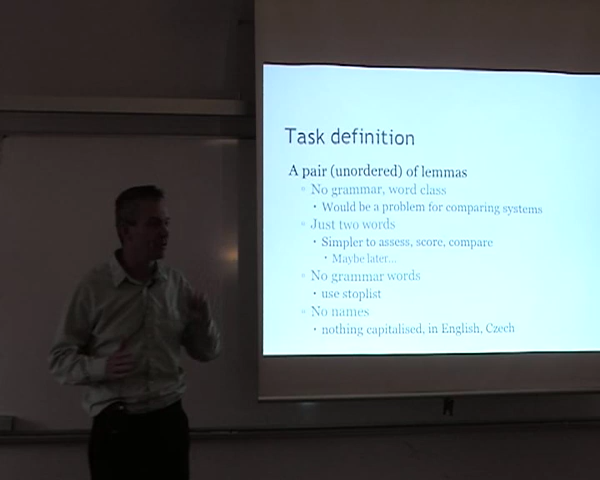 Task definition
A pair (unordered) of lemmas
No grammar, word class
Would be a problem for comparing systems
Just two words
Simpler to assess, score, compare
Maybe later...
No grammar words
use stoplist
No names
nothing capitalised, in English, Czech